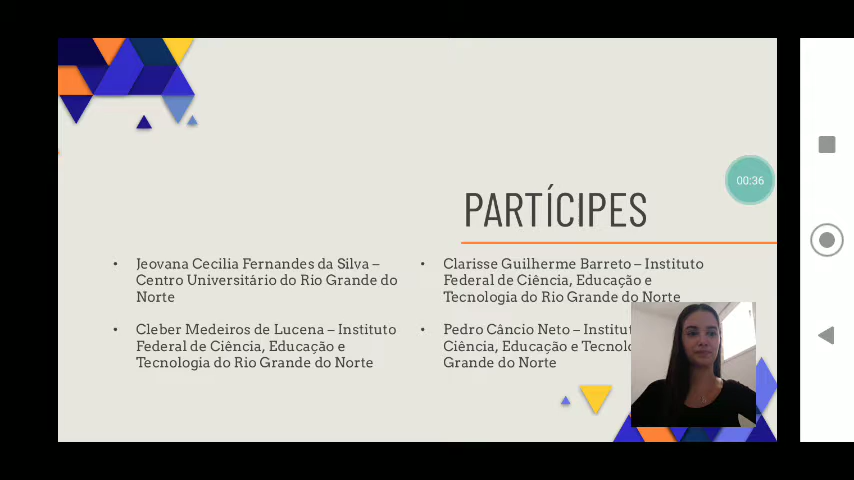 PARTÍCIPES
00:36
• Jeovana Cecilia Fernandes da Silva –
Centro Universitário do Rio Grande do
Norte
• Cleber Medeiros de Lucena – Instituto
Federal de Ciência, Educação e
Tecnologia do Rio Grande do Norte
• Clarisse Guilherme Barreto – Instituto
Federal de Ciência, Educação e
Tecnologia do Rio Grande do Norte
• Pedro Câncio Neto –
Ciência, Educação e
Grande do Norte